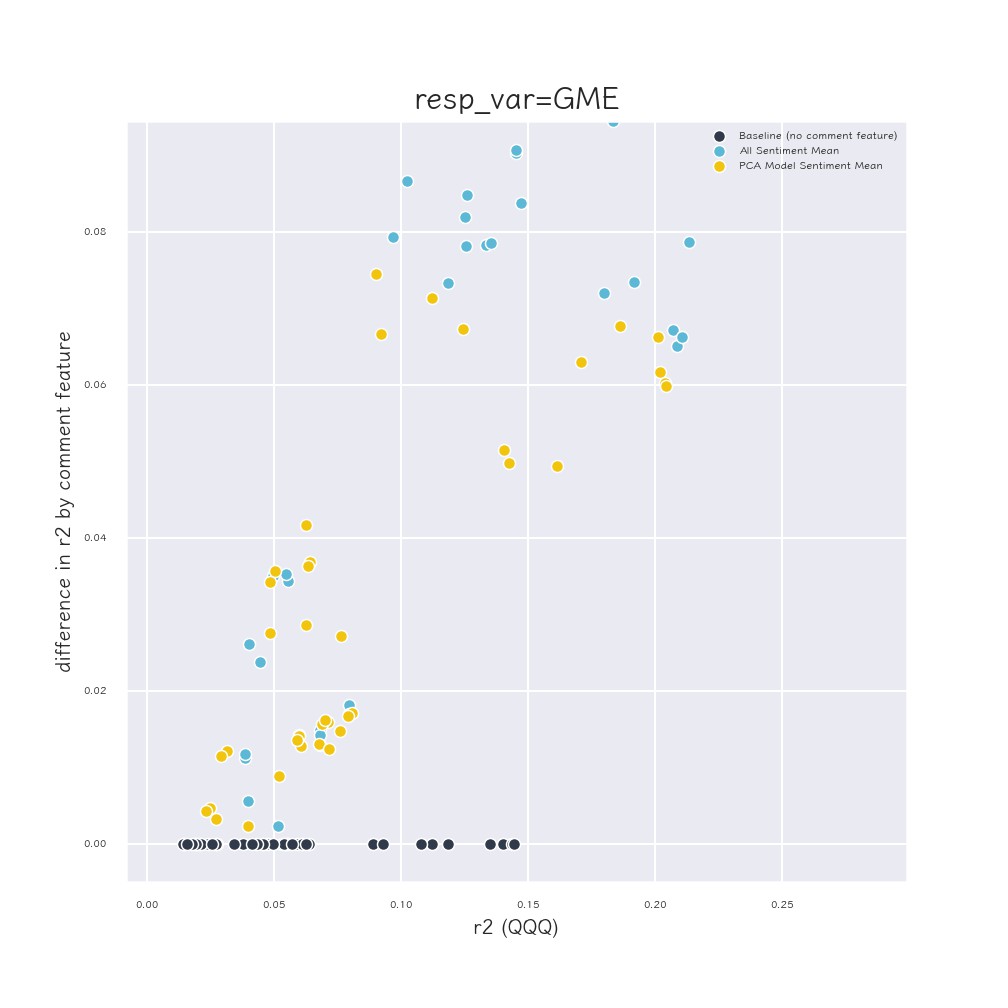 resp_var=GME
Baseline (no comment feature)
All Sentiment Mean
PCA Model Sentiment Mean
difference in r2 by comment feature
0.08
0.06
0.04
0.02
0.00
0.00
0.05
0.10
0.15
0.20
0.25
r2 (QQQ)